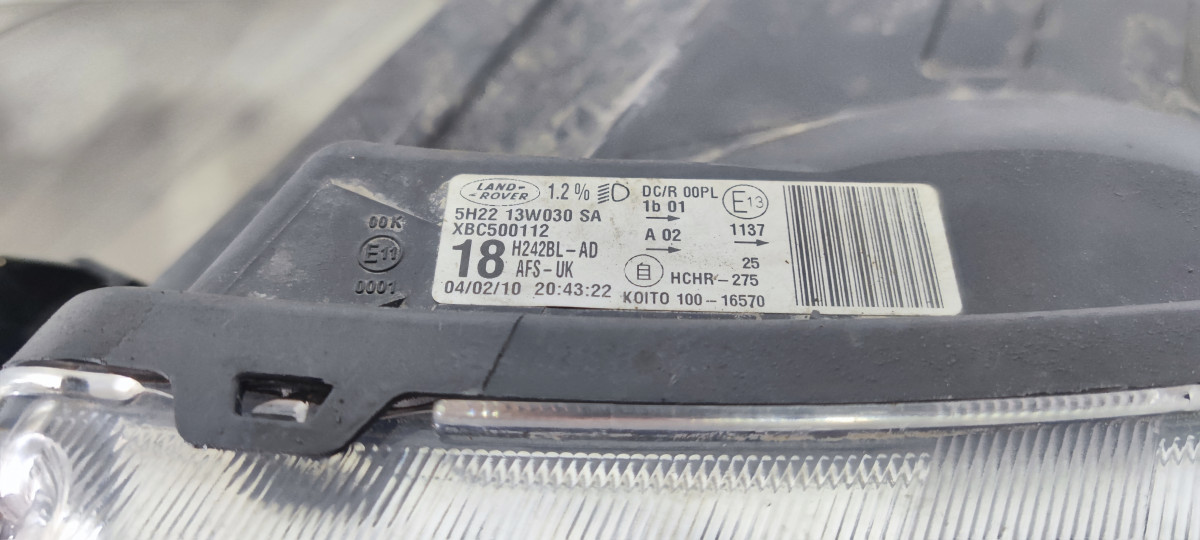 LAND-
-ROVER
1.2%
5H22 13W030 SA
XBC500112
18
H242BL-AD
AFS-UK
04/02/10 20:43:22
DC/R 00PL
1b 01
A 02
E13
1137
25
HCHR-275
KOITO 100-16570
00K
E11
0001